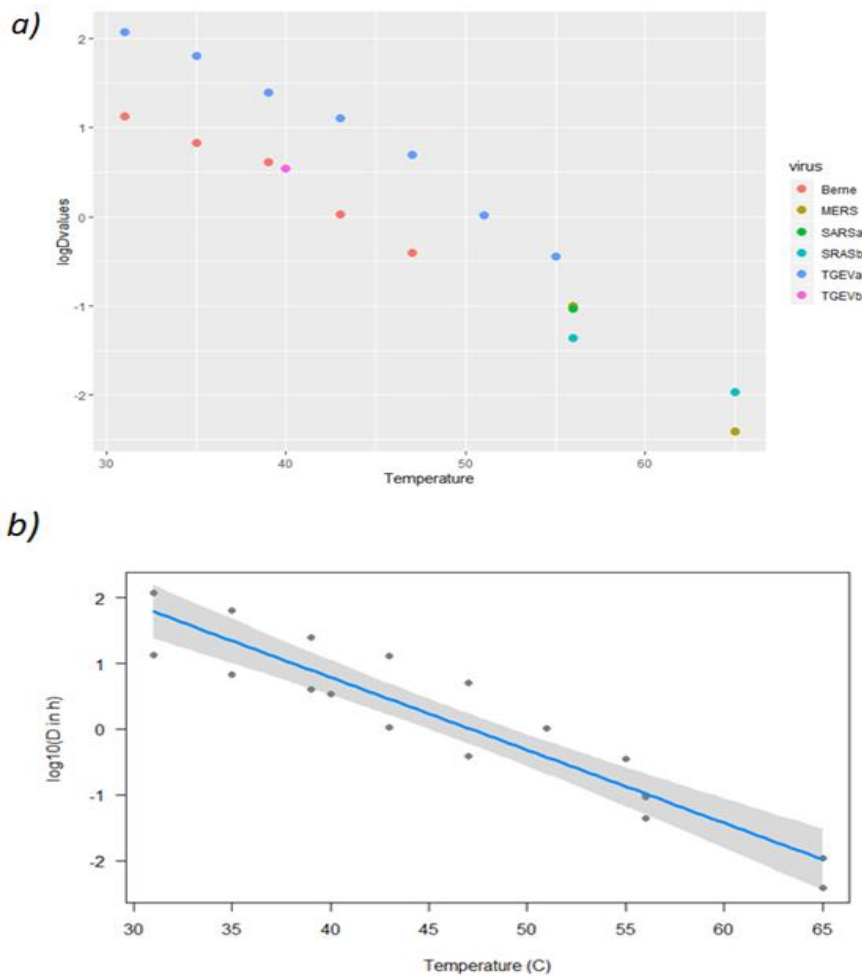 a)
logDvalues
2
1
0
-1
-2
30
40
50
60
Temperature
virus
Berne
MERS
SARSa
SRASb
TGEVa
TGEVb
b)
log10(D in h)
2
1
0
-1
-2
30
35
40
45
50
55
60
65
Temperature (C)